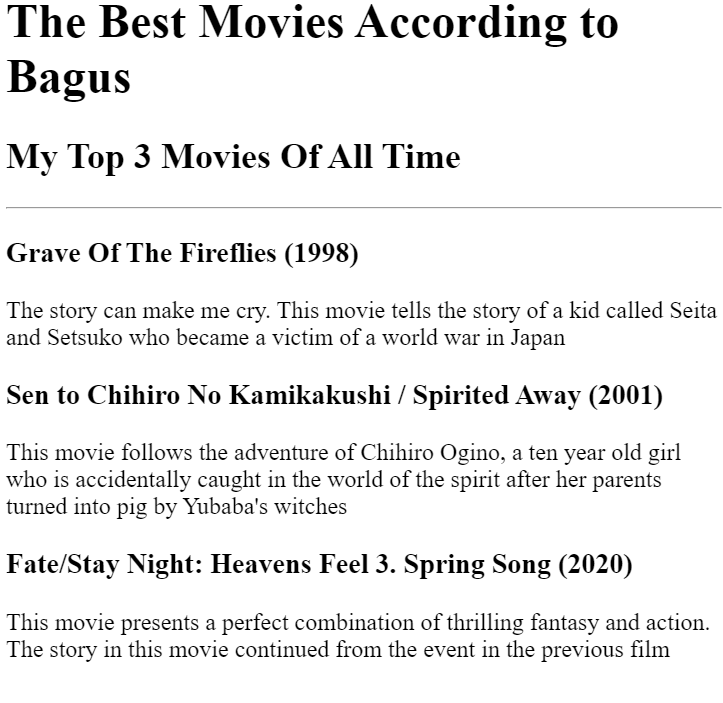 The Best Movies According to
Bagus
My Top 3 Movies Of All Time
Grave Of The Fireflies (1998)
The story can make me cry. This movie tells the story of a kid called Seita
and Setsuko who became a victim of a world war in Japan
Sen to Chihiro No Kamikakushi / Spirited Away (2001)
This movie follows the adventure of Chihiro Ogino, a ten year old girl
who is accidentally caught in the world of the spirit after her parents
turned into pig by Yubaba's witches
Fate/Stay Night: Heavens Feel 3. Spring Song (2020)
This movie presents a perfect combination of thrilling fantasy and action.
The story in this movie continued from the event in the previous film